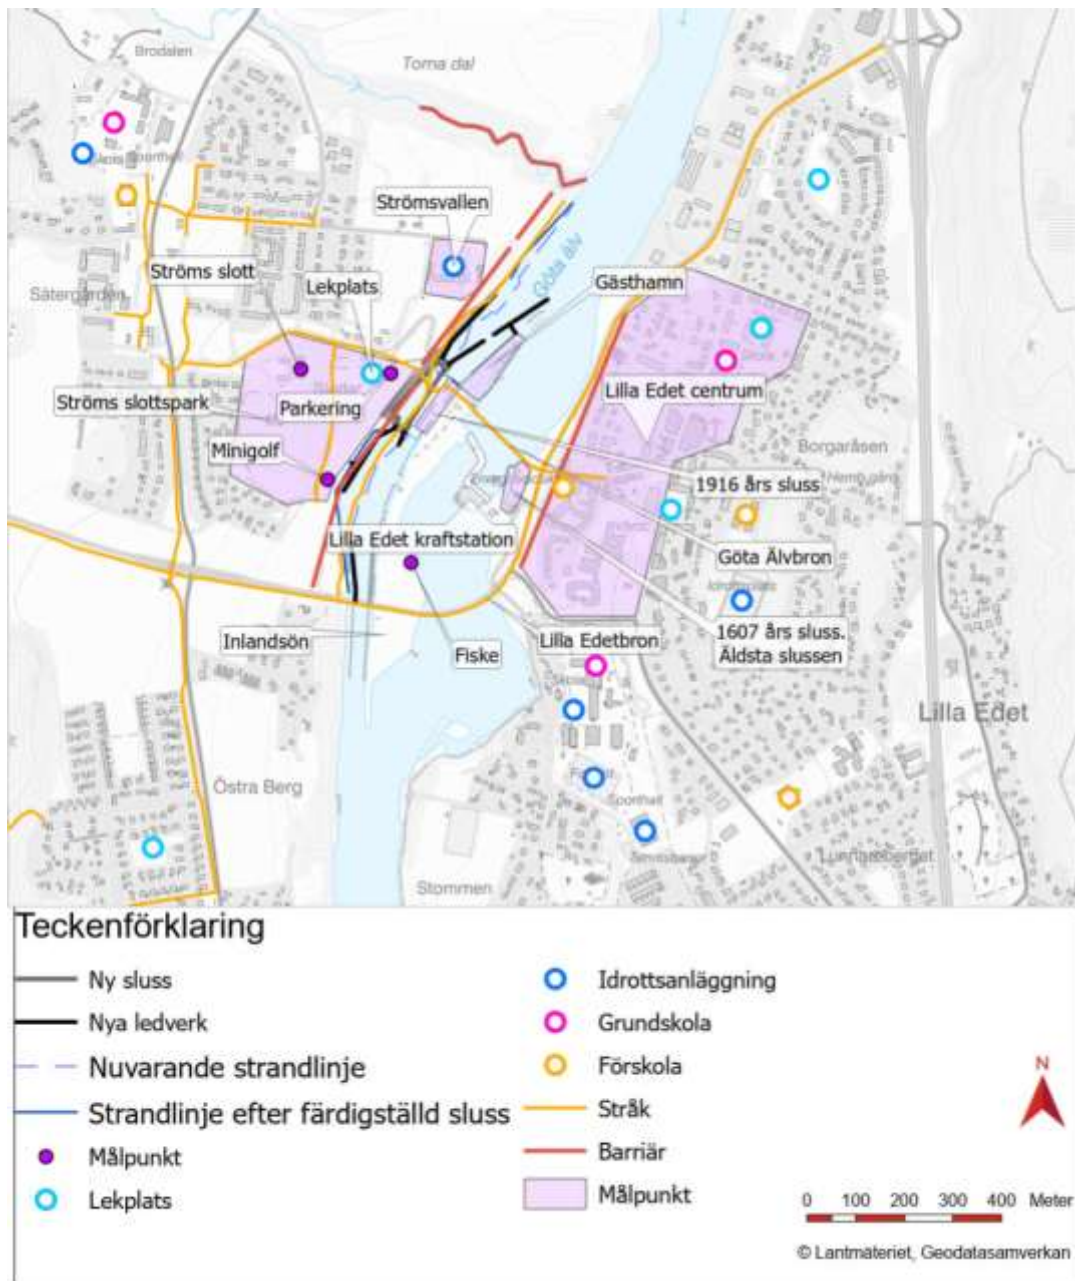 Brodalen
Torna dal
Skola
Sporthall
Strömsvallen
Göta älv
Ströms slott
Gästhamn
Lekplats
Sätergården
Lilla Edet centrum
Ströms slottspark
Parkering
Borgaråsen
Minigolf
1916 års sluss
Lilla Edet kraftstation
Göta Älvbron
Inlandsön
Fiske
Lilla Edetbron
1607 års sluss.
Äldsta slussen
Lilla Edet
Östra Berg
Sporthall
Stommen
Teckenförklaring
Ny sluss
Nya ledverk
Nuvarande strandlinje
Strandlinje efter färdigställd sluss
Målpunkt
Lekplats
Idrottsanläggning
Grundskola
Förskola
Stråk
Barriär
Målpunkt
N
0 100 200 300 400 Meter
© Lantmäteriet, Geodatasamverkan